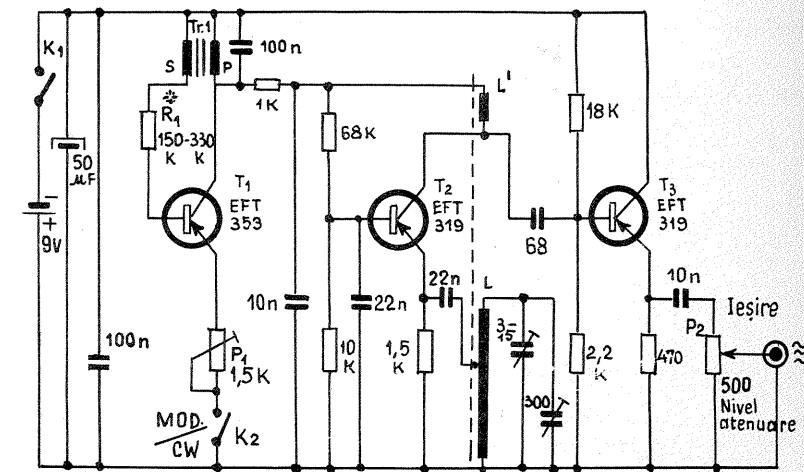 K1
50
µF
−
+
9V
100n
Tr.1
S
P
100n
R1
150-330
K
K
T1
EFT
353
P1
1,5K
MOD.
CW
K2
1K
10n
68K
10
K
22n
T2
EFT
319
1,5
K
22n
L'
L
3-
15
300
68
18K
2,2
K
T3
EFT
319
470
10n
P2
500
Nivel
atenuare
Ieșire